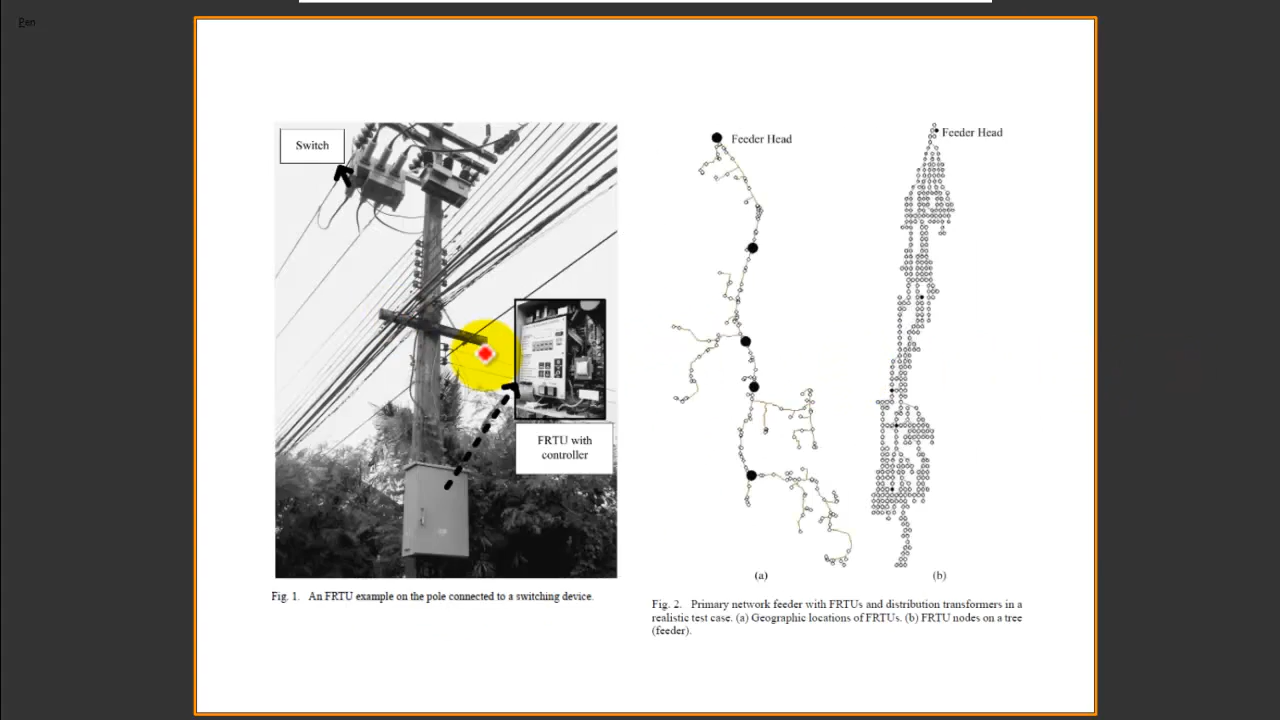 Pen
Switch
FRTU with
controller
Fig. 1. An FRTU example on the pole connected to a switching device.
Feeder Head
Feeder Head
(a)
(b)
Fig. 2. Primary network feeder with FRTUs and distribution transformers in a
realistic test case. (a) Geographic locations of FRTUs. (b) FRTU nodes on a tree
(feeder).